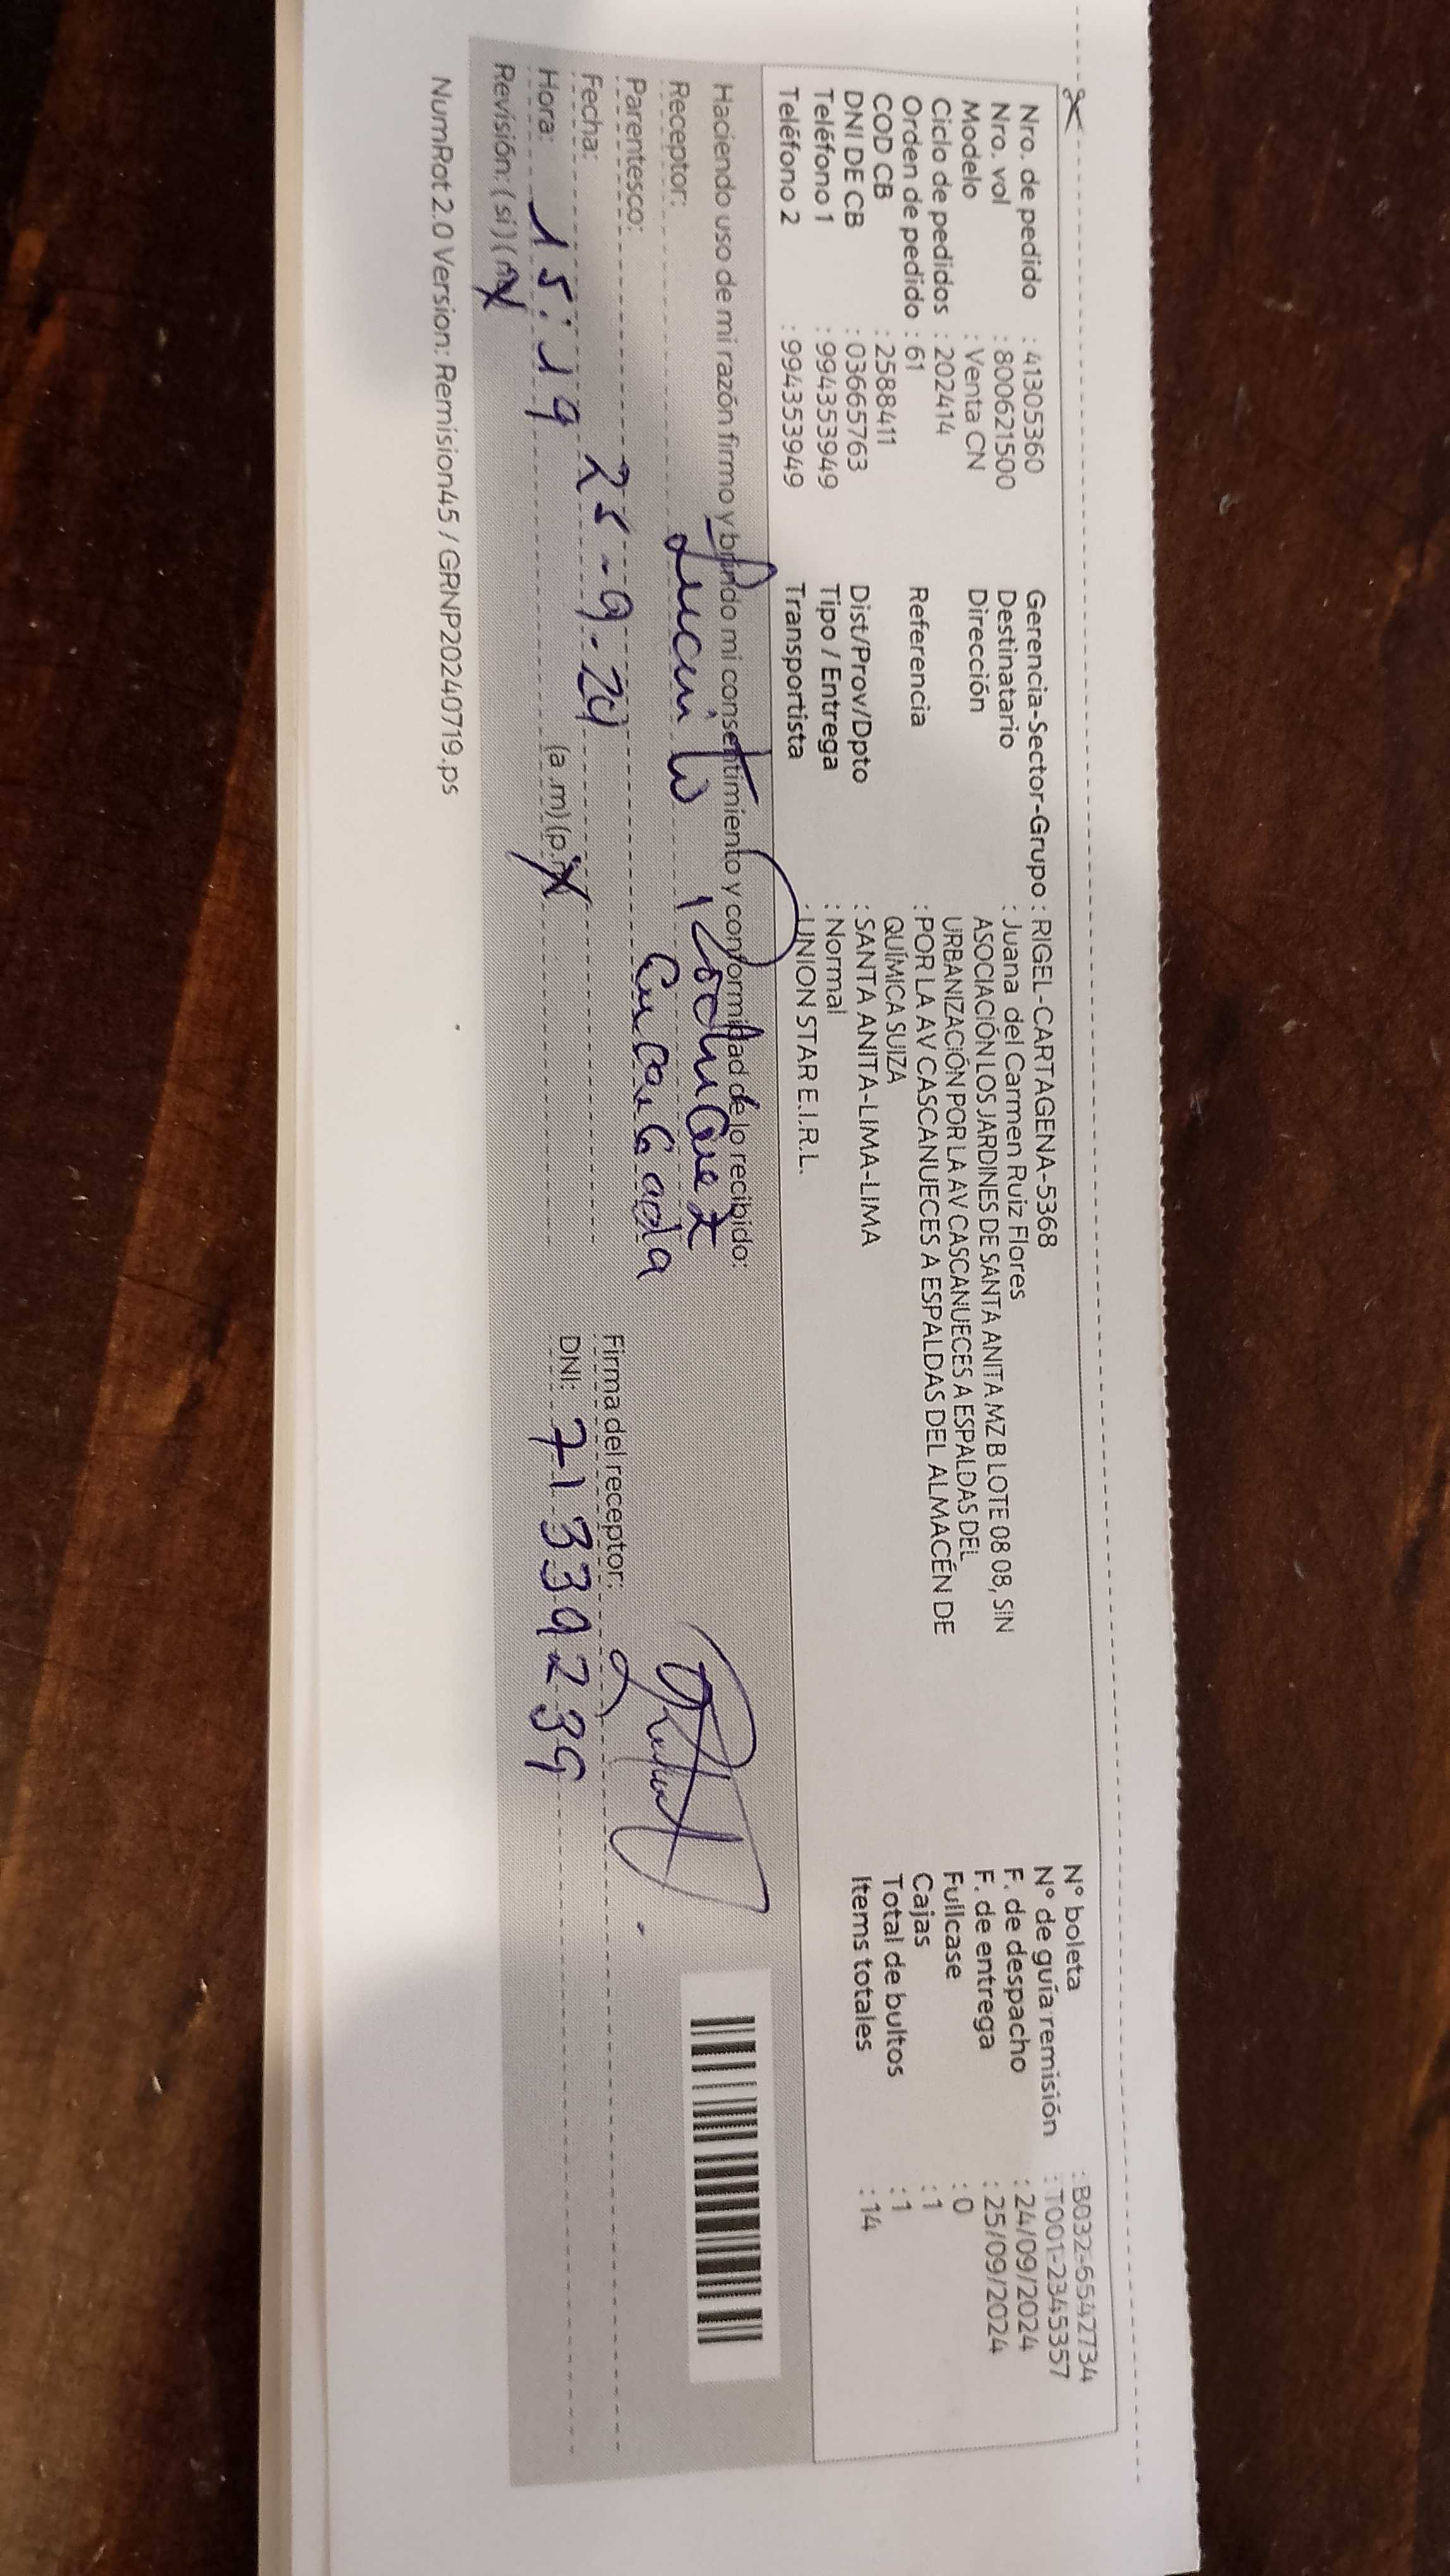 Nro. de pedido : 41305360
Nro. vol : 800621500
Modelo : Venta CN
Ciclo de pedidos : 202414
Orden de pedido : 61
COD CB : 2588411
DNI DE CB : 03665763
Teléfono 1 : 994353949
Teléfono 2 : 994353949
Gerencia-Sector-Grupo : RIGEL-CARTAGENA-5368
Destinatario : Juana del Carmen Ruiz Flores
Dirección ASOCIACIÓN LOS JARDINES DE SANTA ANITA MZ B LOTE 08 08, SIN
URBANIZACIÓN POR LA AV CASCANUECES A ESPALDAS DEL
Referencia : POR LA AV CASCANUECES A ESPALDAS DEL ALMACÉN DE
QUÍMICA SUIZA
Dist/Prov/Dpto : SANTA ANITA-LIMA-LIMA
Tipo / Entrega : Normal
Transportista : UNION STAR E.I.R.L.
N° boleta : B032-6542734
N° de guía remisión : T001-2345357
F. de despacho : 24/09/2024
F. de entrega : 25/09/2024
Fullcase : 0
Cajas : 1
Total de bultos : 1
Items totales : 14
Haciendo uso de mi razón firmo y brindo mi consentimiento y conformidad de lo recibido:
Receptor:
Parentesco: Encargada
Fecha: 25-9-24
Hora: 15:19 (a.m) (p.m)
Revisión: (si) (no)
Firma del receptor:
DNI: 71339239
NumRot 2.0 Version: Remision45 / GRNP20240719.ps